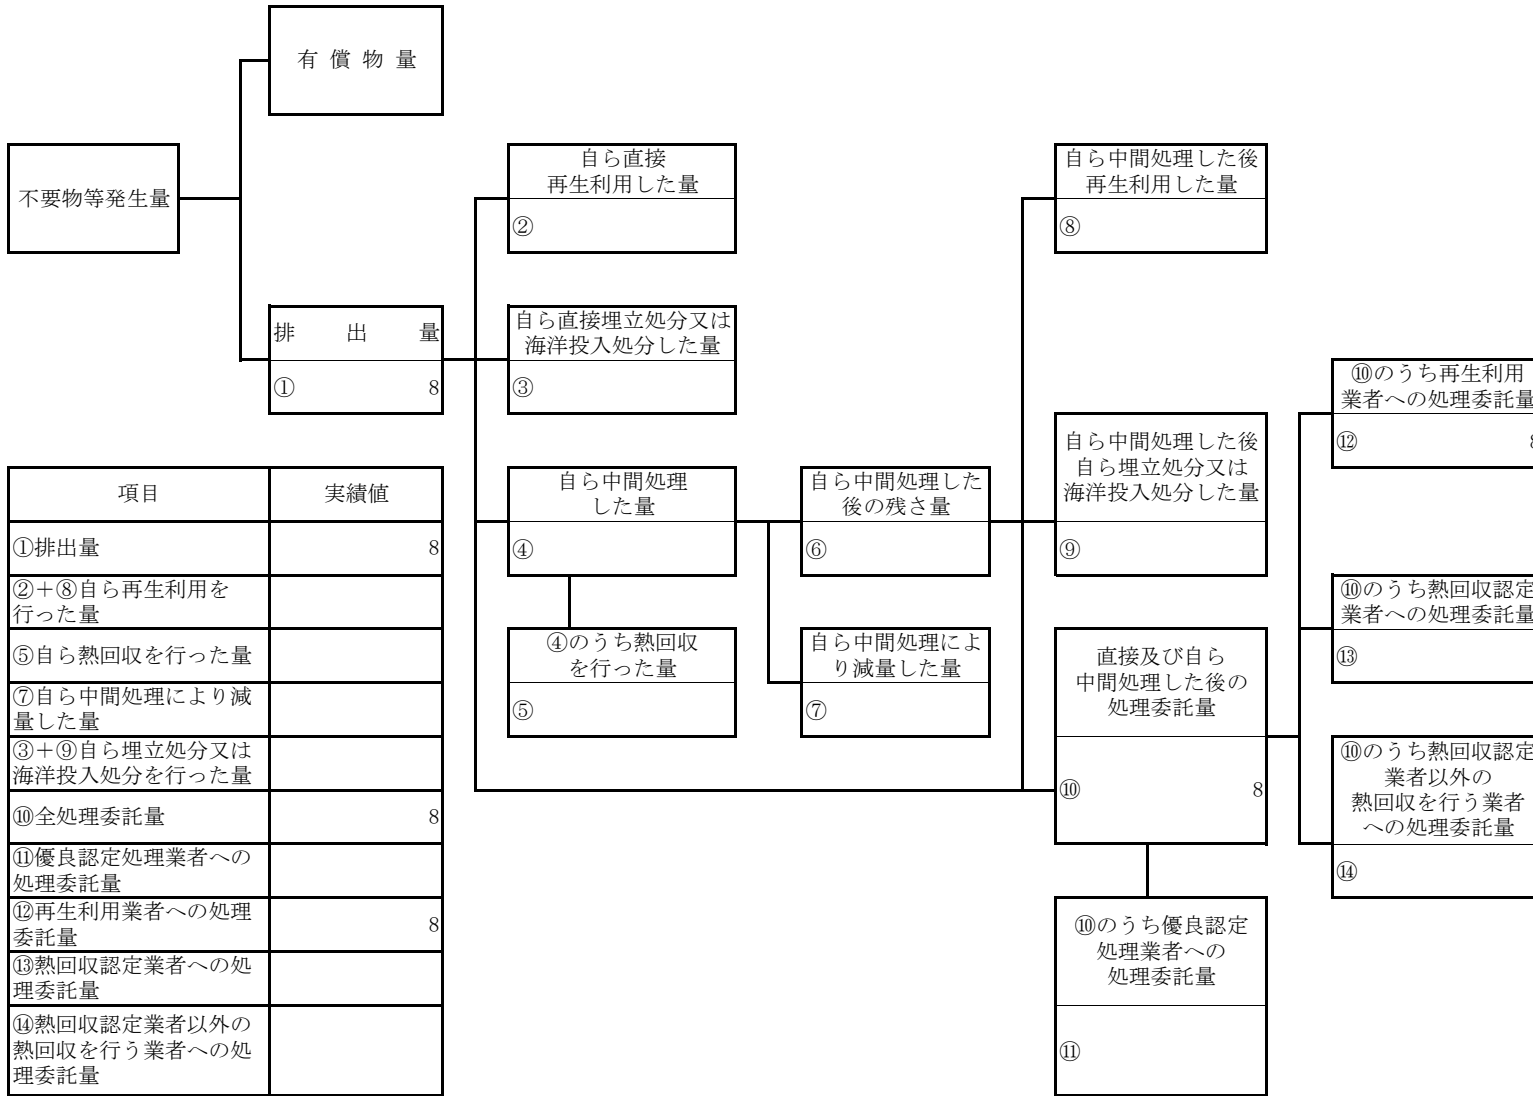 有償物量
不要物等発生量
排出量
① 8
自ら直接
再生利用した量
②
自ら直接埋立処分又は
海洋投入処分した量
③
自ら中間処理
した量
④
④のうち熱回収
を行った量
⑤
自ら中間処理した
後の残さ量
⑥
自ら中間処理によ
り減量した量
⑦
自ら中間処理した後
再生利用した量
⑧
自ら中間処理した後
自ら埋立処分又は
海洋投入処分した量
⑨
直接及び自ら
中間処理した後の
処理委託量
⑩ 8
⑩のうち優良認定
処理業者への
処理委託量
⑪
⑩のうち再生利用
業者への処理委託量
⑫ 8
⑩のうち熱回収認定
業者への処理委託量
⑬
⑩のうち熱回収認定
業者以外の
熱回収を行う業者
への処理委託量
⑭
項目 実績値
①排出量 8
②+⑧自ら再生利用を
行った量
⑤自ら熱回収を行った量
⑦自ら中間処理により減
量した量
③+⑨自ら埋立処分又は
海洋投入処分を行った量
⑩全処理委託量 8
⑪優良認定処理業者への
処理委託量
⑫再生利用業者への処理
委託量 8
⑬熱回収認定業者への処
理委託量
⑭熱回収認定業者以外の
熱回収を行う業者への処
理委託量